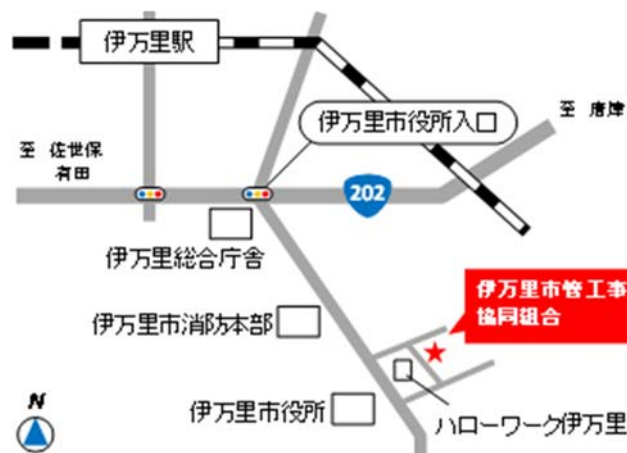 伊万里駅
伊万里市役所入口
至 唐津
至 佐世保
有田
202
伊万里総合庁舎
伊万里市管工事
協同組合
伊万里市消防本部
伊万里市役所
ハローワーク伊万里
N